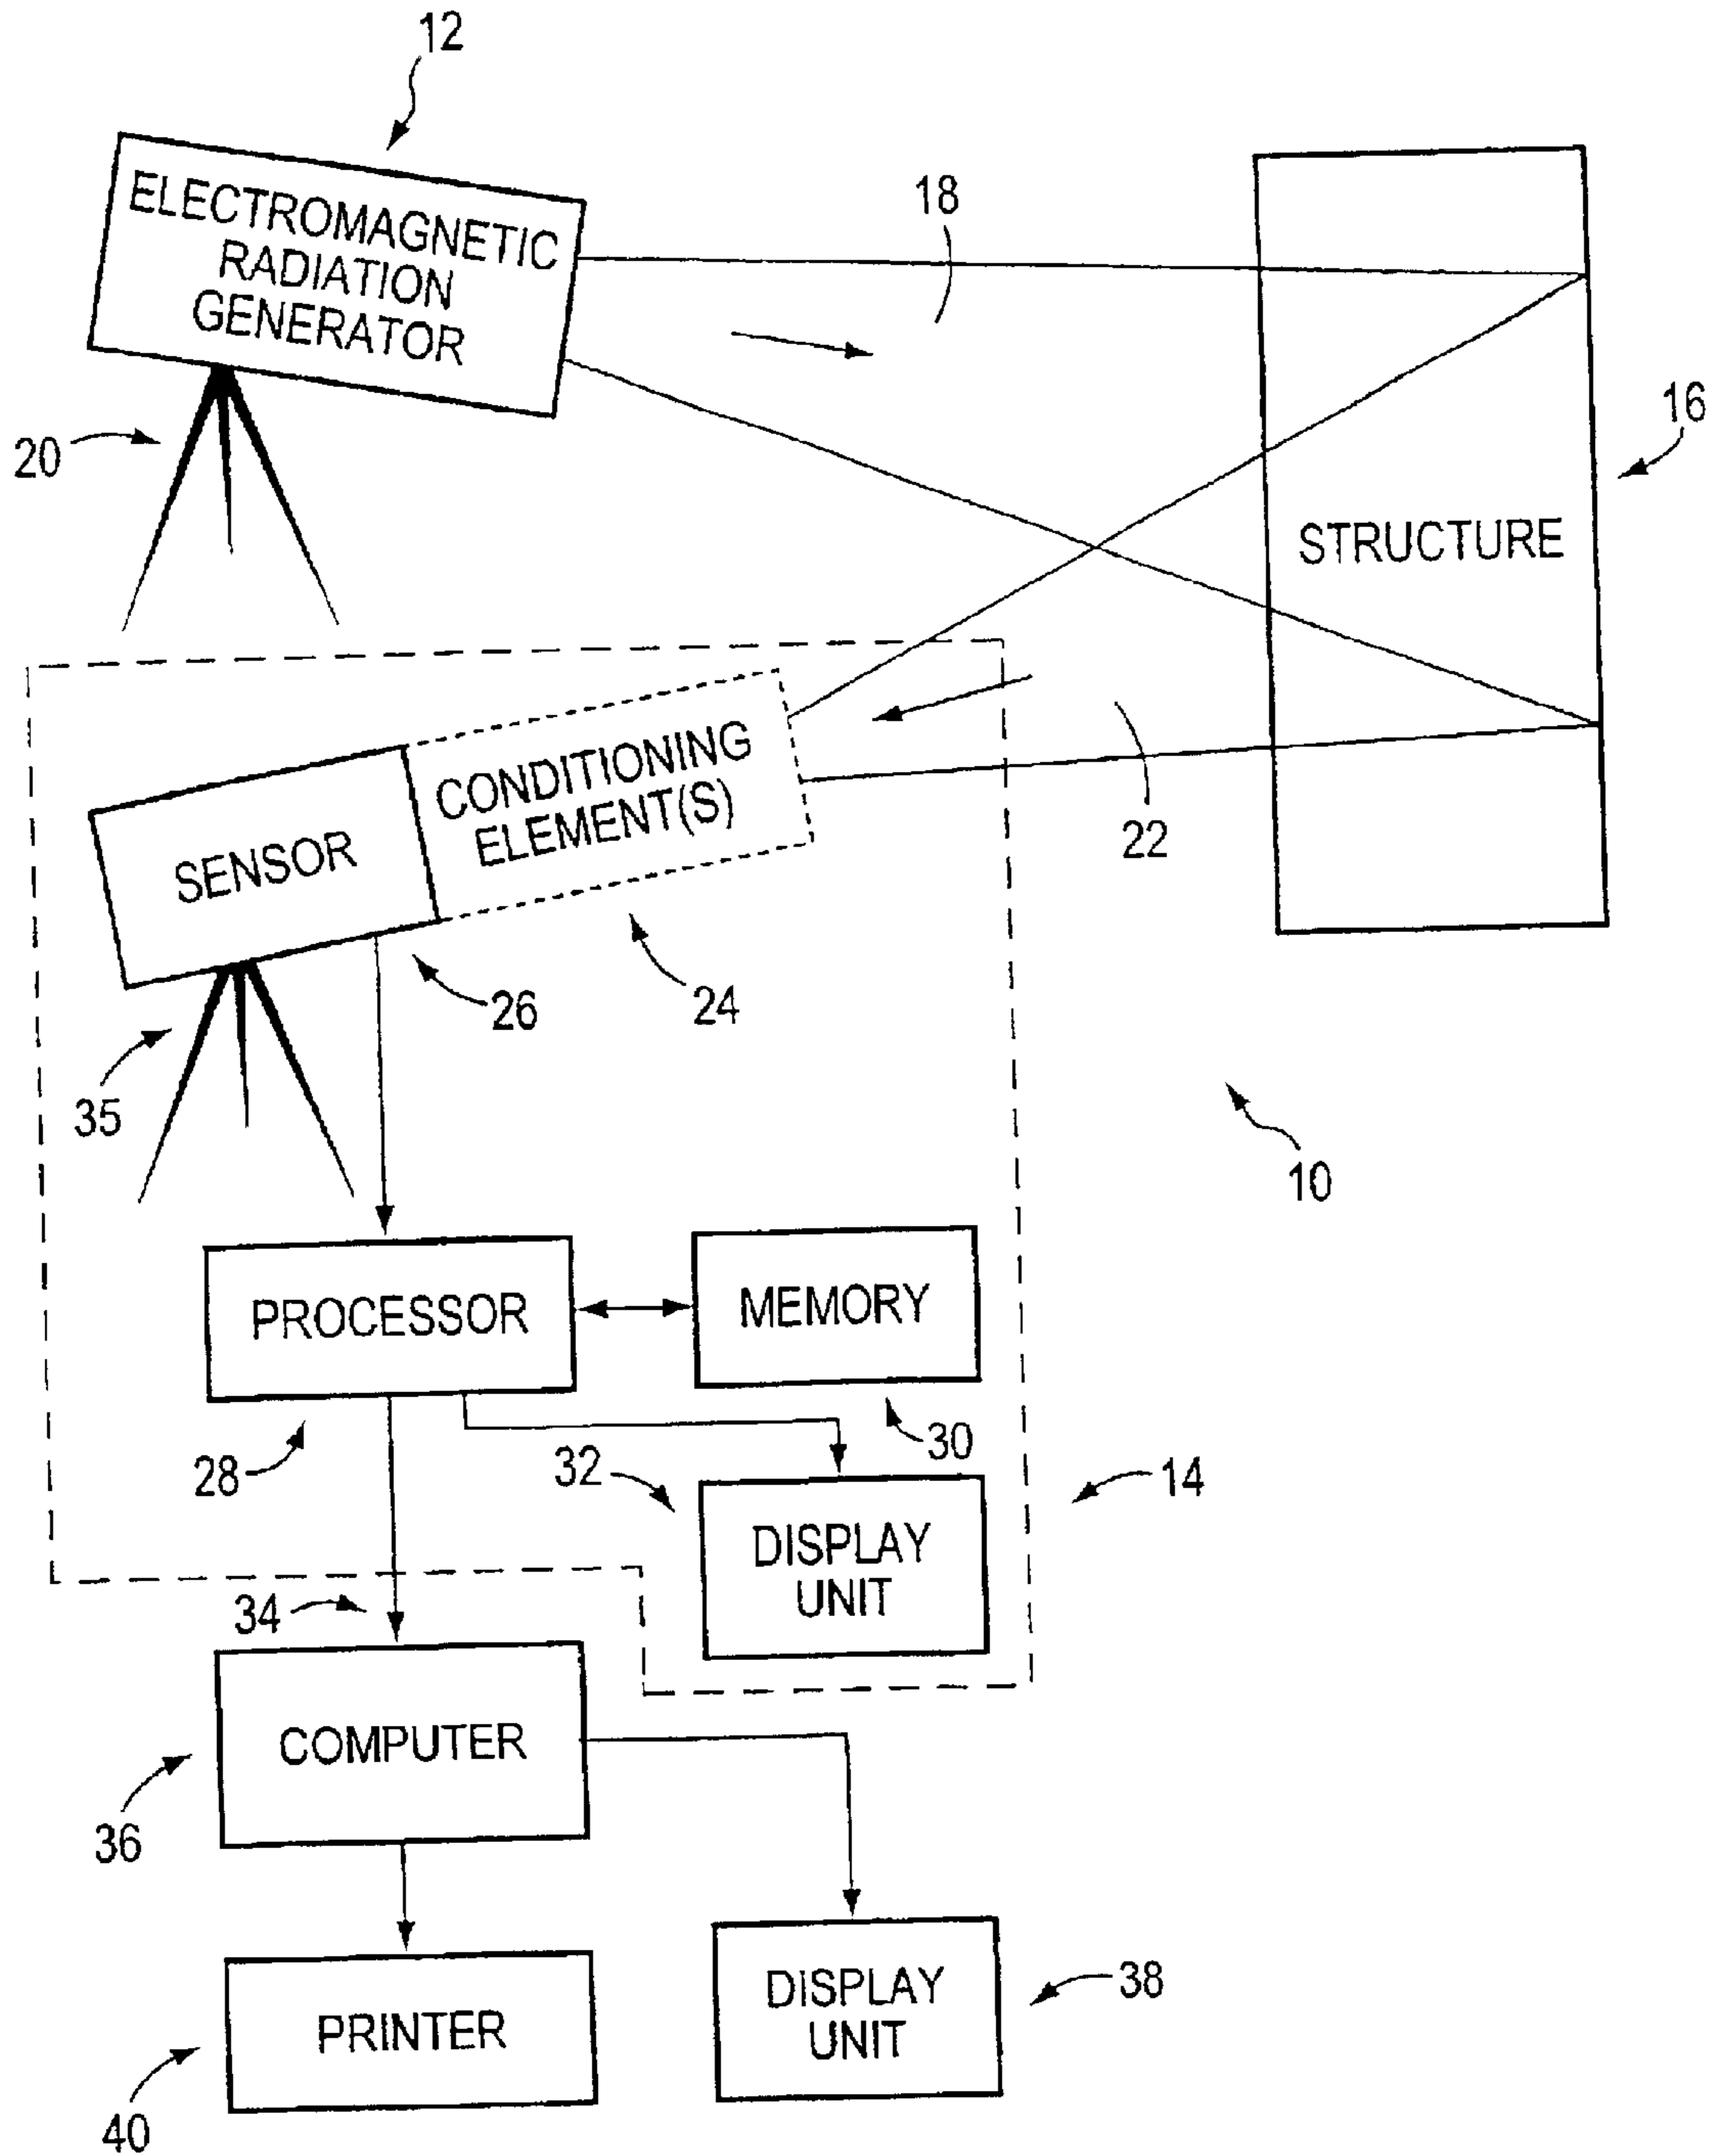 12
ELECTROMAGNETIC
RADIATION
GENERATOR
18
20
16
STRUCTURE
CONDITIONING
ELEMENT(S)
SENSOR
22
26
24
35
10
PROCESSOR
MEMORY
28
30
32
14
DISPLAY
UNIT
34
COMPUTER
36
DISPLAY
UNIT
38
PRINTER
40